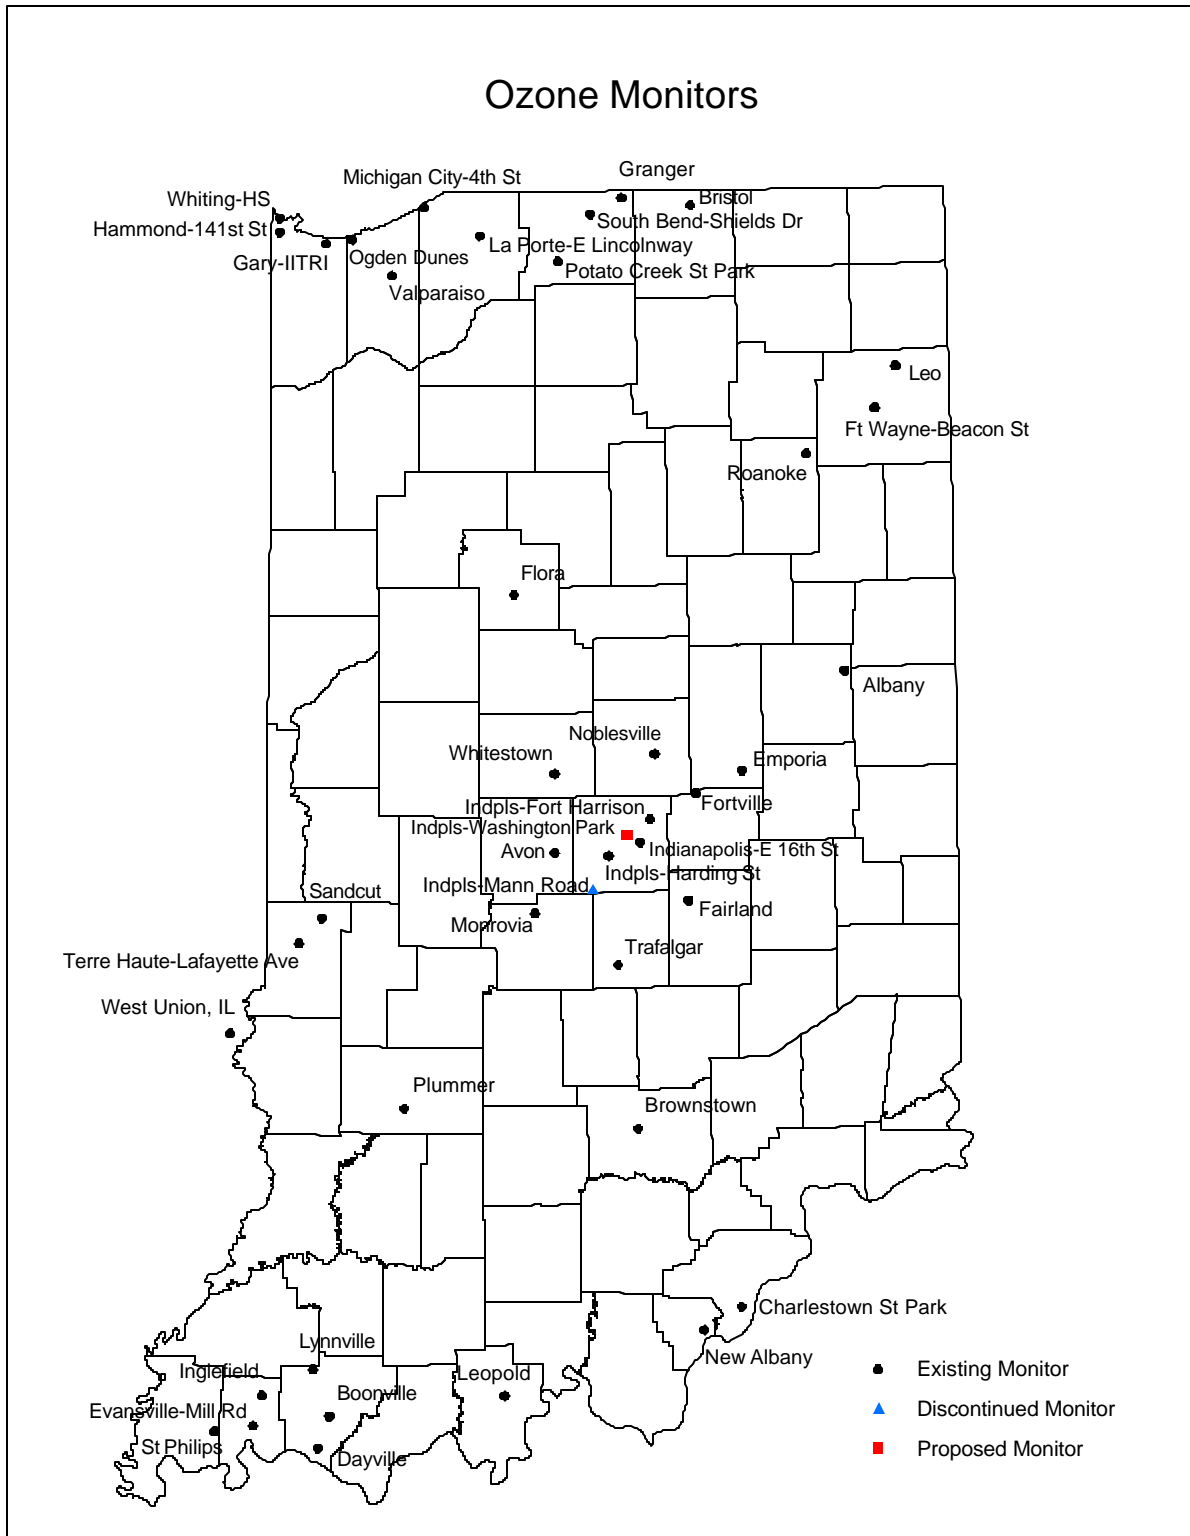 Ozone Monitors
Granger
Michigan City-4th St
Whiting-HS
Bristol
South Bend-Shields Dr
Hammond-141st St
La Porte-E Lincolnway
Ogden Dunes
Gary-IITRI
Potato Creek St Park
Valparaiso
Leo
Ft Wayne-Beacon St
Roanoke
Flora
Albany
Noblesville
Whitestown
Emporia
Fortville
Indpls-Fort Harrison
Indpls-Washington Park
Indianapolis-E 16th St
Avon
Indpls-Harding St
Indpls-Mann Road
Sandcut
Fairland
Monrovia
Trafalgar
Terre Haute-Lafayette Ave
West Union, IL
Plummer
Brownstown
Charlestown St Park
Lynnville
New Albany
Inglefield
Leopold
Boonville
Evansville-Mill Rd
St Philips
Dayville
Existing Monitor
Discontinued Monitor
Proposed Monitor